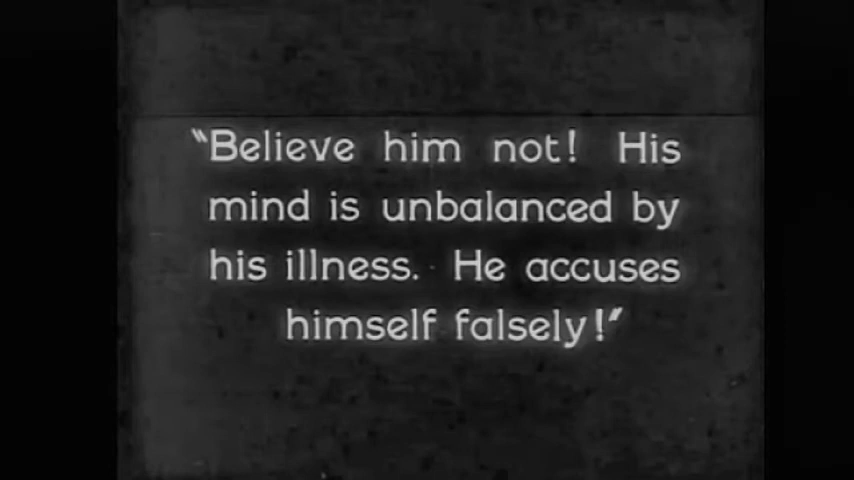 "Believe him not! His
mind is unbalanced by
his illness. He accuses
himself falsely!"